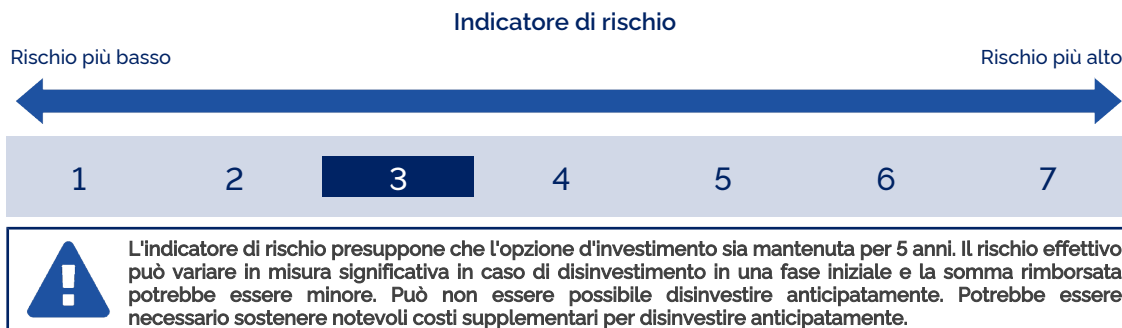 Indicatore di rischio
Rischio più basso
Rischio più alto
1 2 3 4 5 6 7
L'indicatore di rischio presuppone che l'opzione d'investimento sia mantenuta per 5 anni. Il rischio effettivo
può variare in misura significativa in caso di disinvestimento in una fase iniziale e la somma rimborsata
potrebbe essere minore. Può non essere possibile disinvestire anticipatamente. Potrebbe essere
necessario sostenere notevoli costi supplementari per disinvestire anticipatamente.